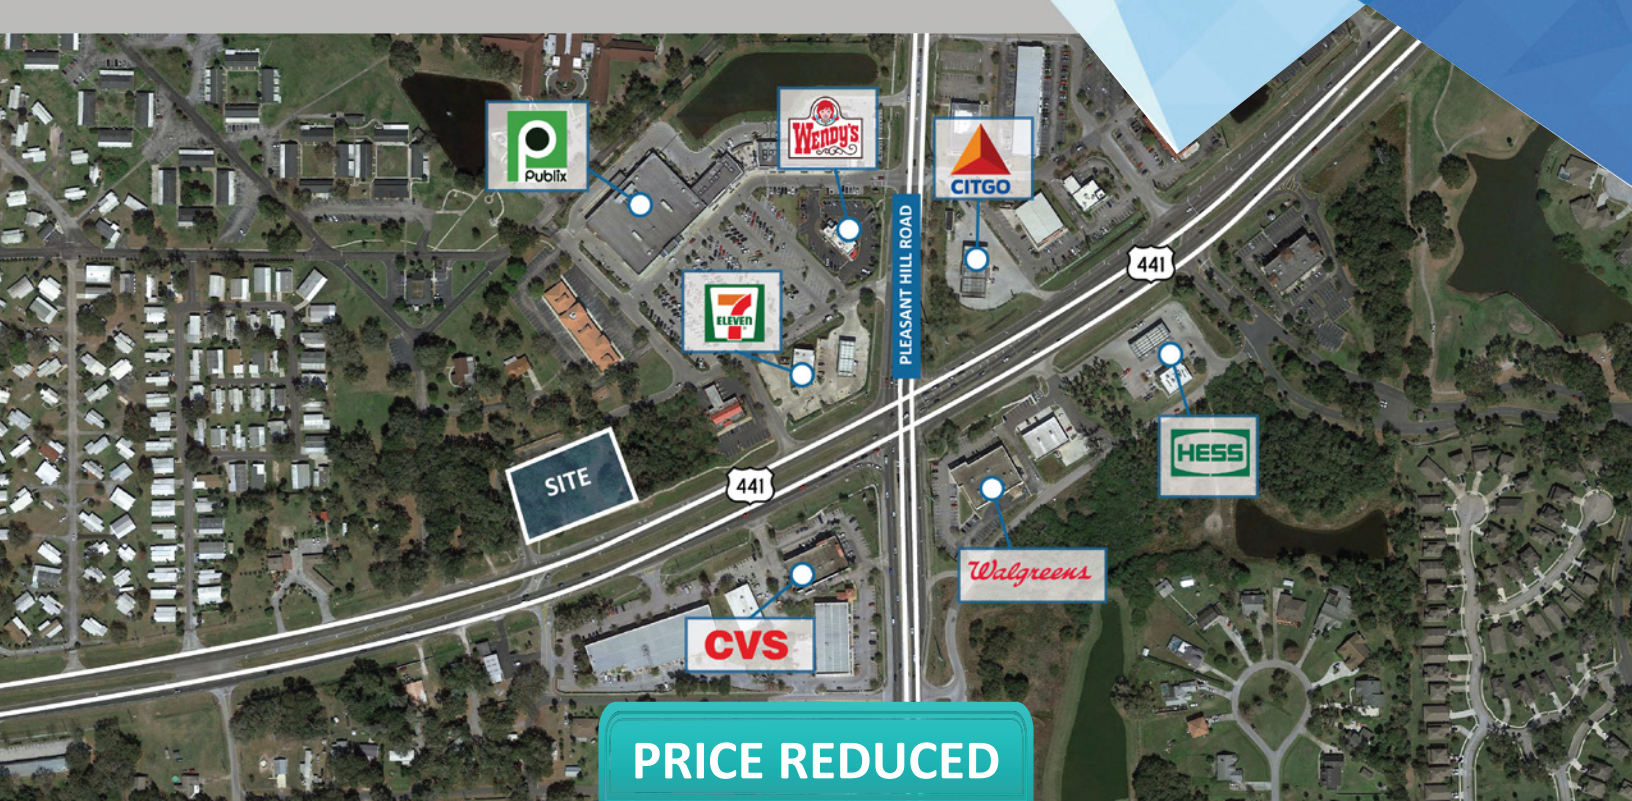 Publix
WENDY'S
CITGO
PLEASANT HILL ROAD
441
7
ELEVEN
HESS
SITE
441
Walgreens
CVS
PRICE REDUCED